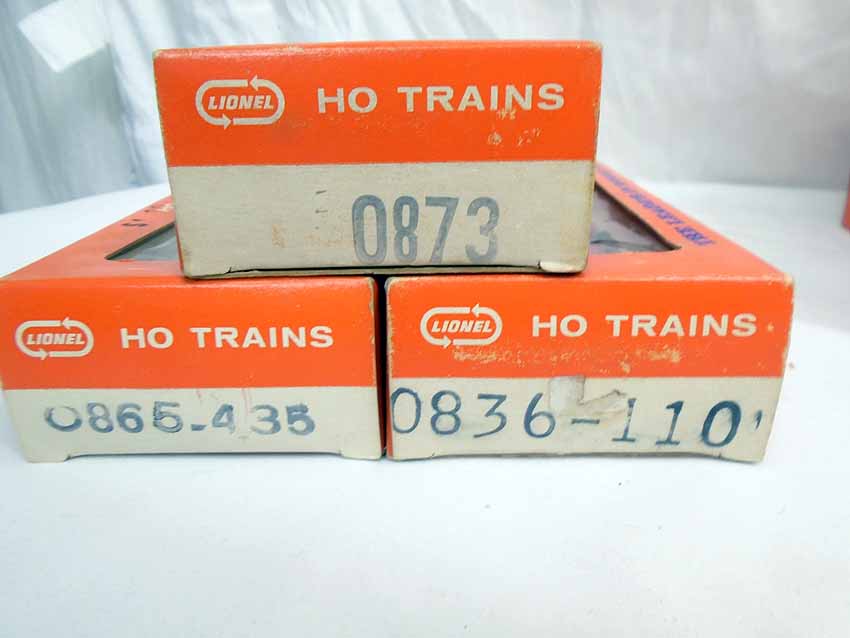 LIONEL HO TRAINS
0873
LIONEL HO TRAINS
0865-435
LIONEL HO TRAINS
0836-110